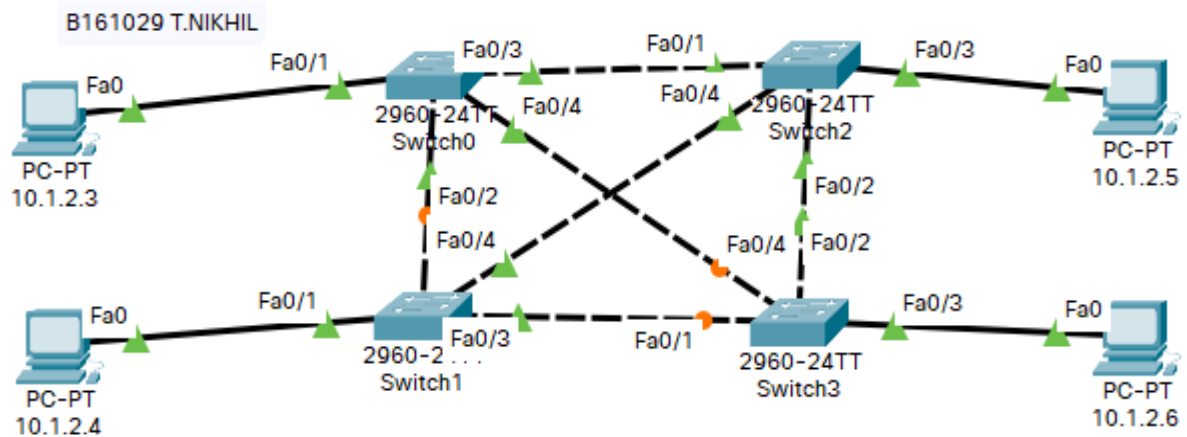 B161029 T.NIKHIL
Fa0/3
Fa0/1
Fa0/3
Fa0/1
Fa0
Fa0
Fa0/4
Fa0/4
2960-24TT
Switch0
2960-24TT
Switch2
PC-PT
10.1.2.3
PC-PT
10.1.2.5
Fa0/2
Fa0/2
Fa0/4
Fa0/4
Fa0/2
Fa0/1
Fa0
Fa0/3
Fa0
Fa0/3
Fa0/1
Switch1
2960-24TT
Switch3
PC-PT
10.1.2.4
PC-PT
10.1.2.6